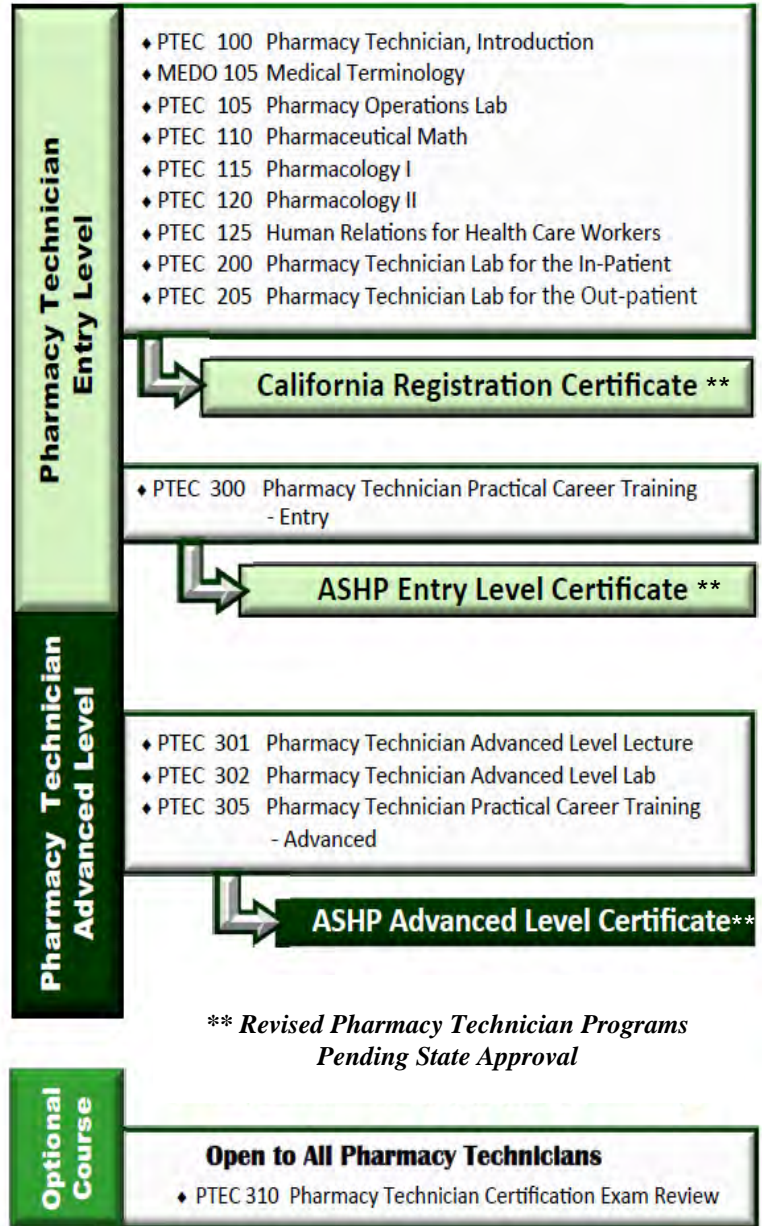 Pharmacy Technician
Entry Level
♦ PTEC 100 Pharmacy Technician, Introduction
♦ MEDO 105 Medical Terminology
♦ PTEC 105 Pharmacy Operations Lab
♦ PTEC 110 Pharmaceutical Math
♦ PTEC 115 Pharmacology I
♦ PTEC 120 Pharmacology II
♦ PTEC 125 Human Relations for Health Care Workers
♦ PTEC 200 Pharmacy Technician Lab for the In-Patient
♦ PTEC 205 Pharmacy Technician Lab for the Out-patient
California Registration Certificate **
♦ PTEC 300 Pharmacy Technician Practical Career Training
- Entry
ASHP Entry Level Certificate **
Pharmacy Technician
Advanced Level
♦ PTEC 301 Pharmacy Technician Advanced Level Lecture
♦ PTEC 302 Pharmacy Technician Advanced Level Lab
♦ PTEC 305 Pharmacy Technician Practical Career Training
- Advanced
ASHP Advanced Level Certificate**
** Revised Pharmacy Technician Programs
Pending State Approval
Optional
Course
Open to All Pharmacy Technicians
♦ PTEC 310 Pharmacy Technician Certification Exam Review